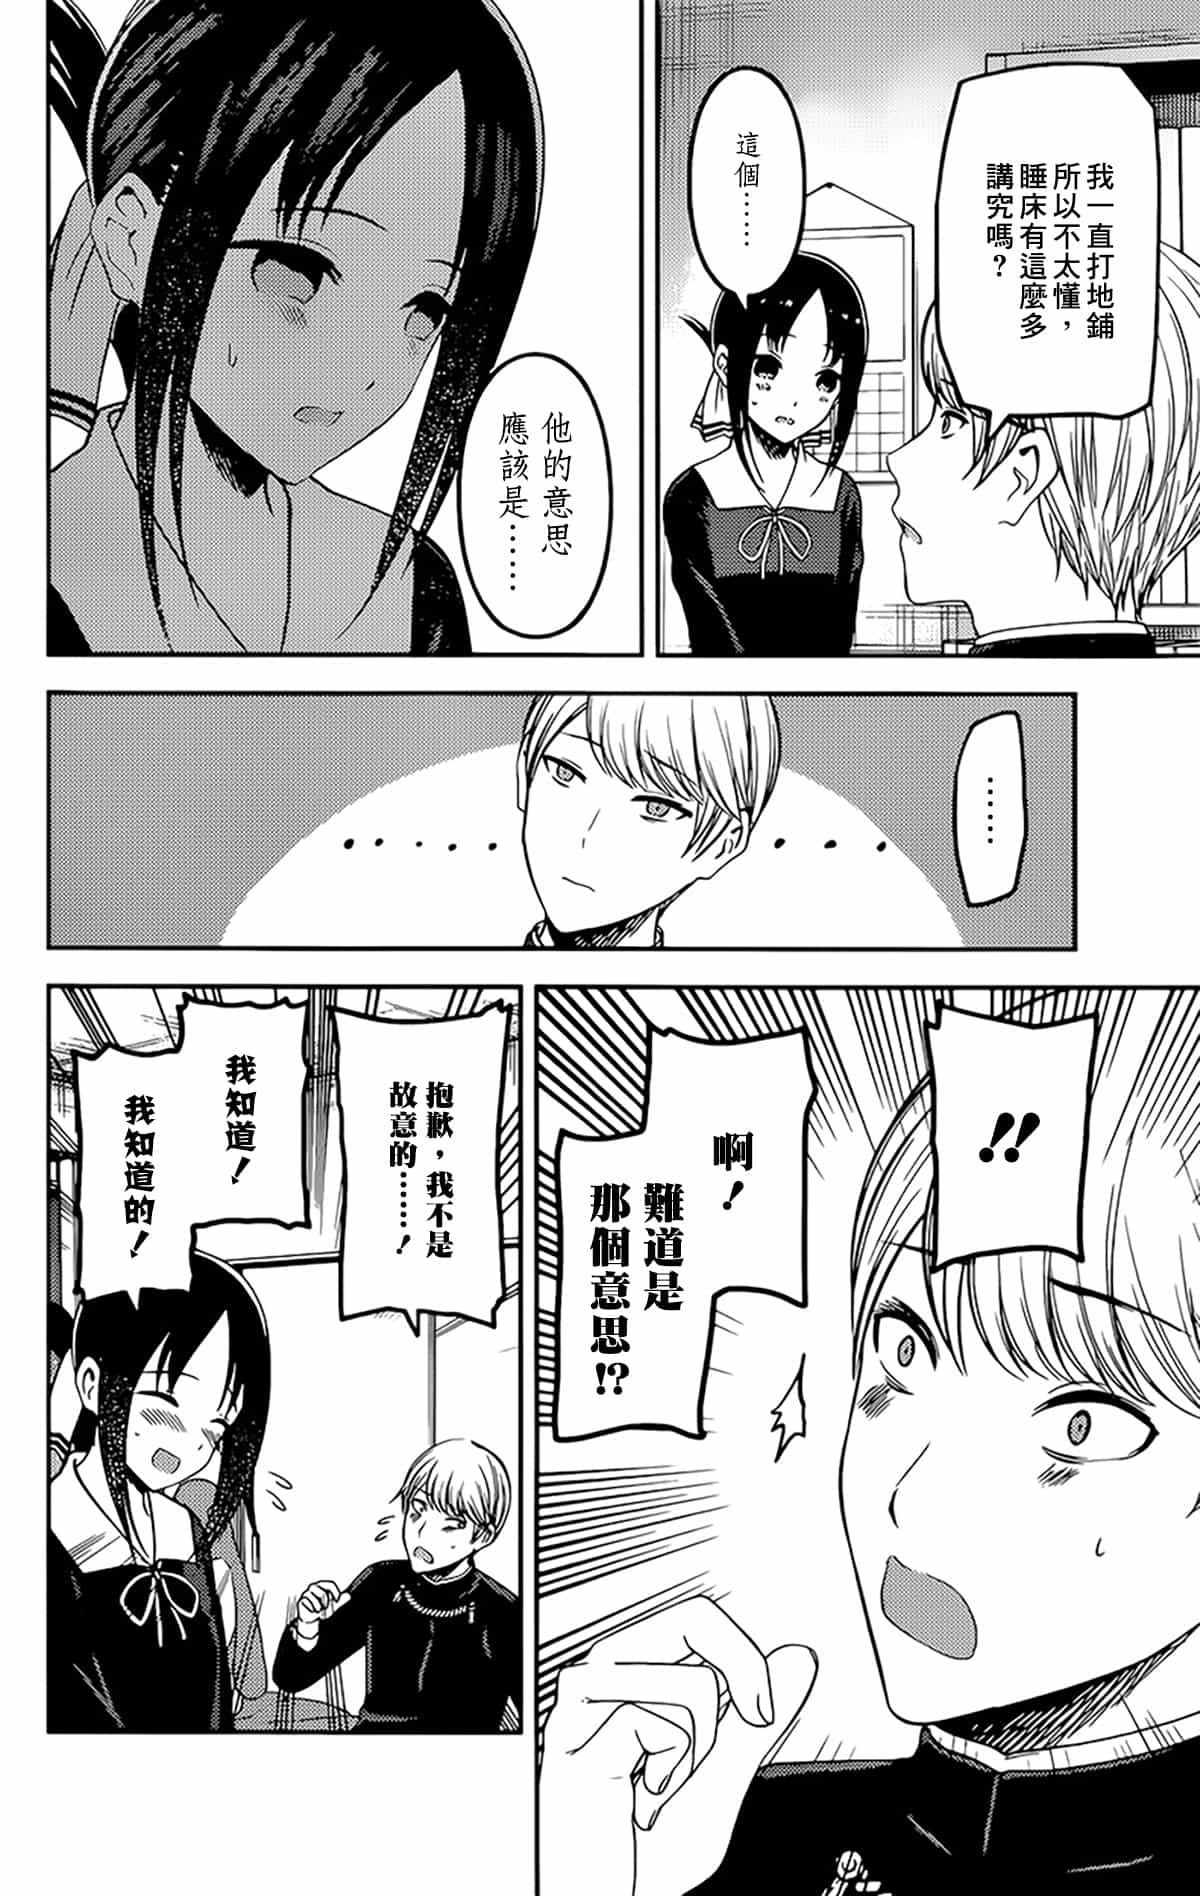 我一直打地鋪
所以不太懂，
睡床有這麼多
講究嗎？
這個……
他的意思
應該是……
……
!!
啊！
難道是
那個意思!?
抱歉，我不是
故意的……！
我知道！
我知道的！